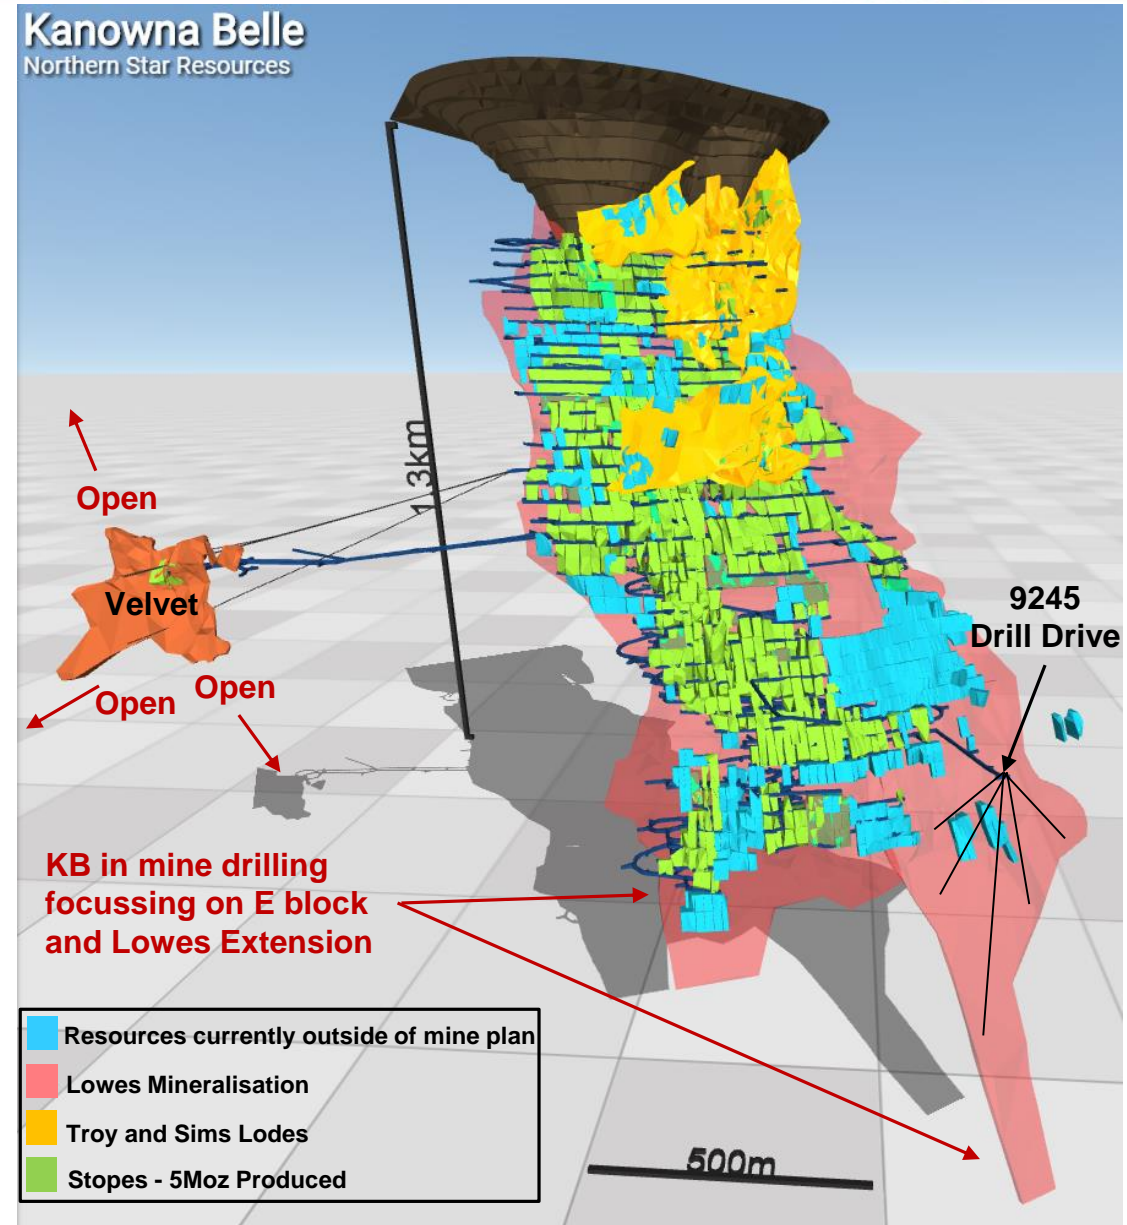 Kanowna Belle
Northern Star Resources
1.3km
Open
Velvet
Open
Open
9245
Drill Drive
KB in mine drilling
focussing on E block
and Lowes Extension
Resources currently outside of mine plan
Lowes Mineralisation
Troy and Sims Lodes
Stopes - 5Moz Produced
500m